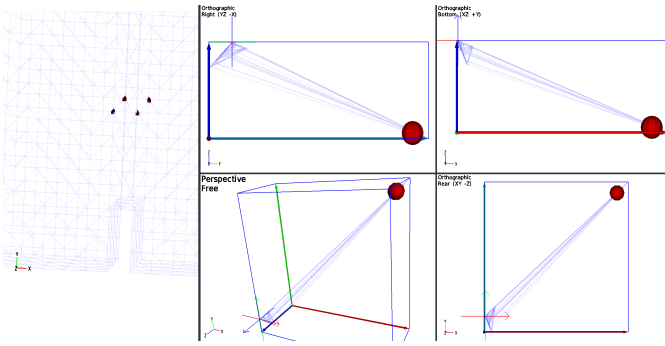 Orthographic
Right (YZ -X)
Orthographic
Bottom (XZ +Y)
Z
Y
Z
X
Perspective
Free
Orthographic
Rear (XY -Z)
Y
Z
X
Y
Z
X
Y
Z
X